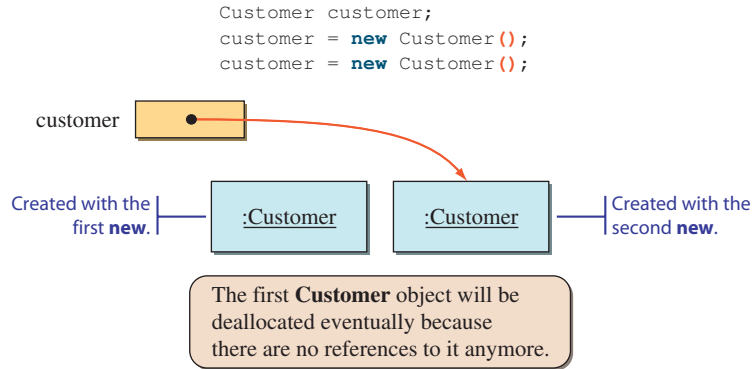 Customer customer;
customer = new Customer();
customer = new Customer();
customer
Created with the
first new.
:Customer
:Customer
Created with the
second new.
The first Customer object will be
deallocated eventually because
there are no references to it anymore.